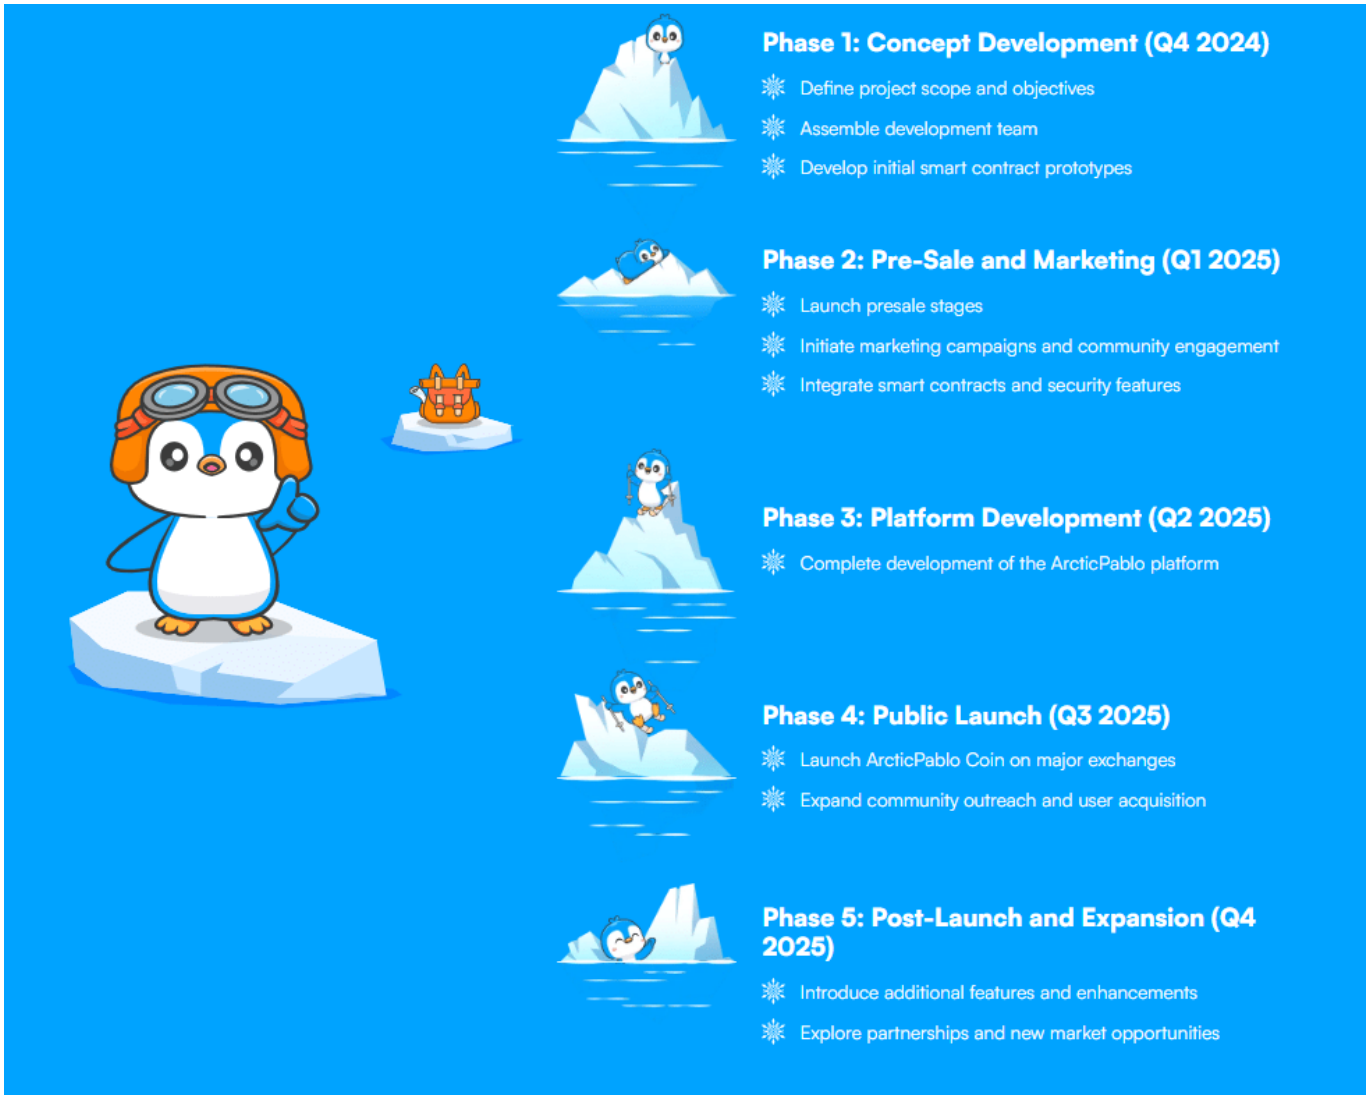 Phase 1: Concept Development (Q4 2024)
Define project scope and objectives
Assemble development team
Develop initial smart contract prototypes
Phase 2: Pre-Sale and Marketing (Q1 2025)
Launch presale stages
Initiate marketing campaigns and community engagement
Integrate smart contracts and security features
Phase 3: Platform Development (Q2 2025)
Complete development of the ArcticPablo platform
Phase 4: Public Launch (Q3 2025)
Launch ArcticPablo Coin on major exchanges
Expand community outreach and user acquisition
Phase 5: Post-Launch and Expansion (Q4
2025)
Introduce additional features and enhancements
Explore partnerships and new market opportunities